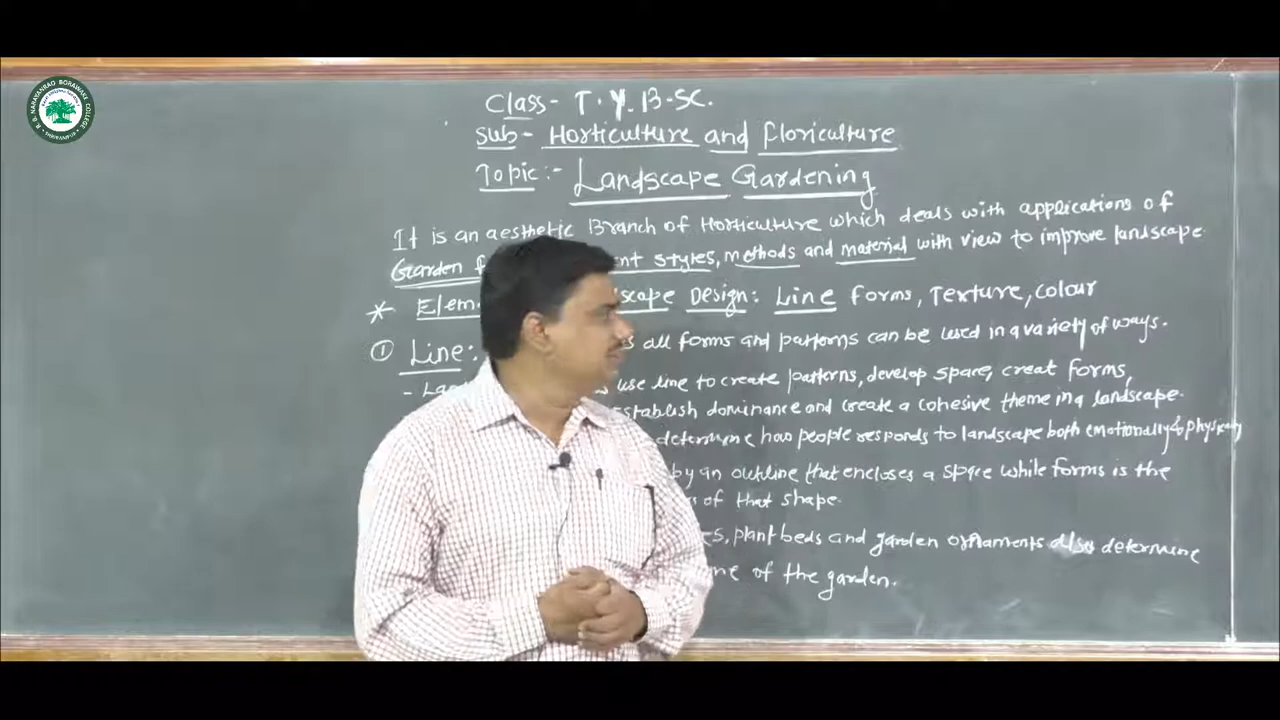 R. B. NARAYANRAO BORAWAKE COLLEGE
SHRIRAMPUR
Class- T.Y.B-SC.
Sub- Horticulture and floriculture
Topic:- Landscape Gardening
It is an aesthetic Branch of Horticulture which deals with applications of
Garden styles, methods and material with view to improve landscape
* Design: Line forms, Texture, colour
① Line: all forms and patterns can be used in a variety of ways.
- use line to create patterns, develop space, creat forms,
establish dominance and create a cohesive theme in a landscape.
determine how people responds to landscape both emotionally & physically
by an outline that encloses a space while forms is the
of that shape.
plant beds and garden ornaments also determine
of the garden.